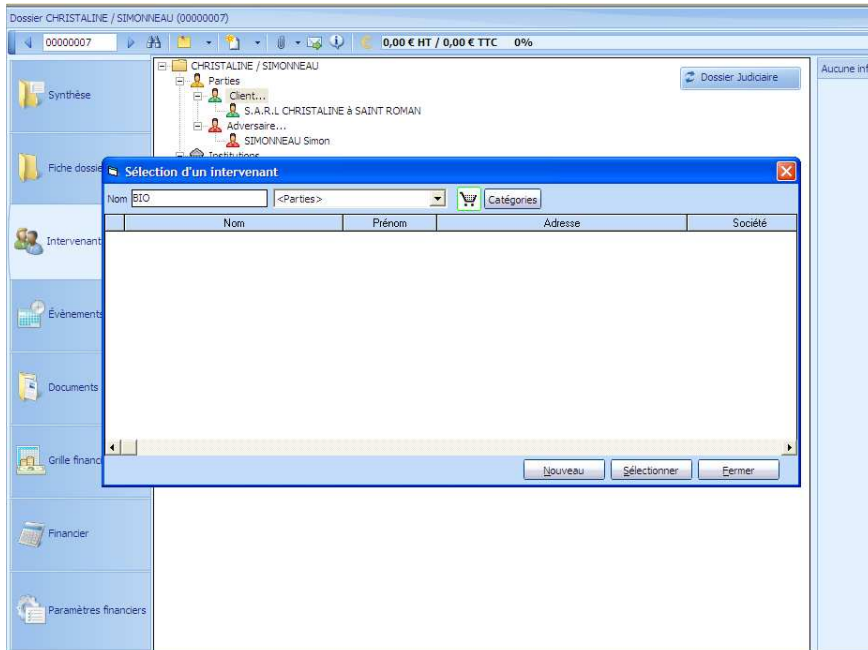 Dossier CHRISTALINE / SIMONNEAU (00000007)
00000007 0,00 € HT / 0,00 € TTC 0%
CHRISTALINE / SIMONNEAU
Parties
Client...
S.A.R.L CHRISTALINE à SAINT ROMAN
Adversaire...
SIMONNEAU Simon
Institutions
Dossier Judiciaire
Aucune inf
Synthèse
Fiche dossie
Intervenant
Évènements
Documents
Grille financ
Financier
Paramètres financiers
Sélection d'un intervenant
Nom BIO <Parties> Catégories
Nom Prénom Adresse Société
Nouveau Sélectionner Fermer